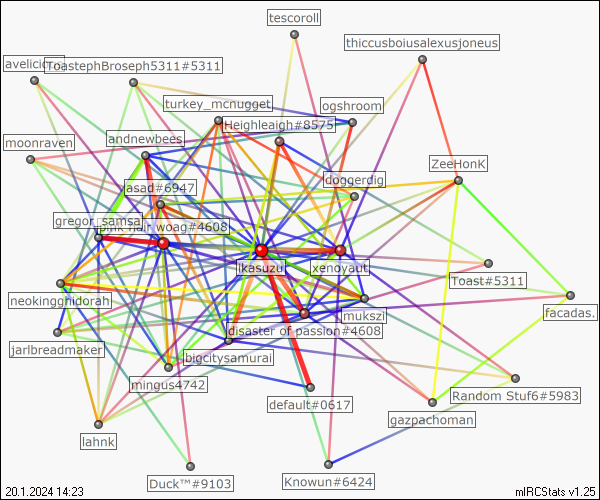 tescoroll
thiccusboiusalexusjoneus
ToastephBroseph5311#5311
turkey_mcnugget
ogshroom
Heighleaigh#8575
moonraven
andnewbees
ZeeHonK
asad#6947
doggerdig
gregor_samsa
pink hair woag#4608
lkasuzu
xenoyaut
Toast#5311
neokingghidorah
mukszi
facadas.
disaster of passion#4608
jarlbreadmaker
bigcitysamurai
mingus4742
default#0617
Random Stuf6#5983
gazpachoman
lahnk
Duck™#9103
Knowun#6424
20.1.2024 14:23
mIRCStats v1.25